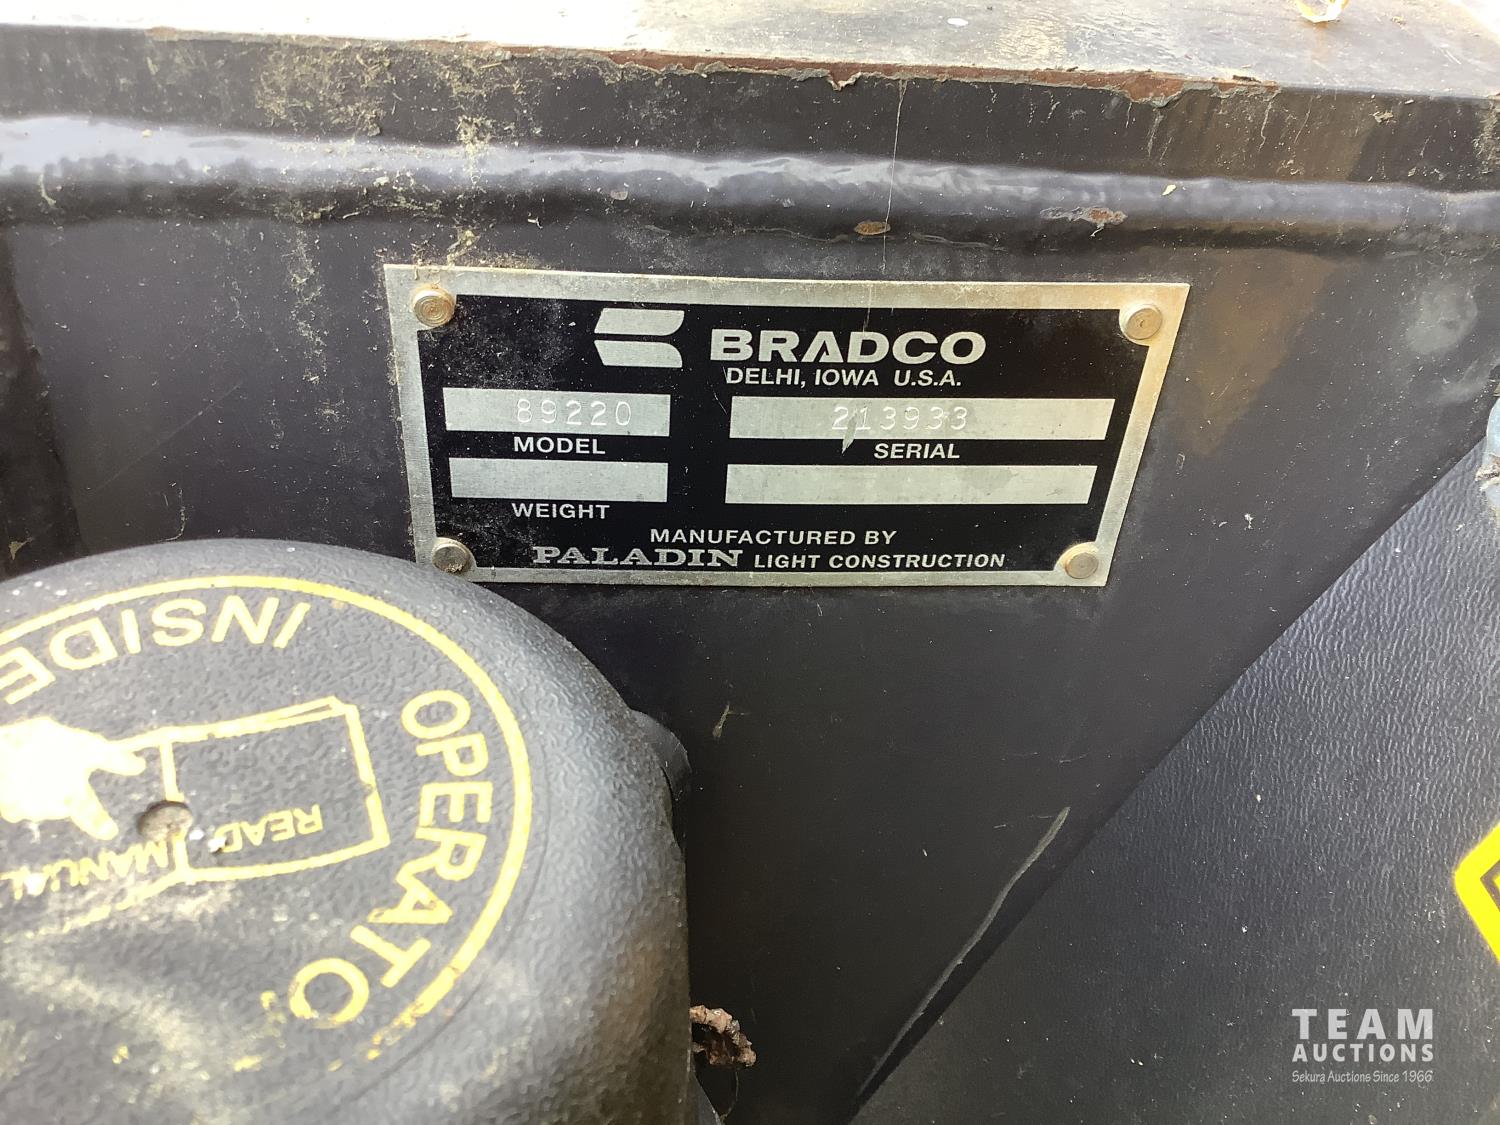 BRADCO
DELHI, IOWA U.S.A.
89220
213933
MODEL
SERIAL
WEIGHT
MANUFACTURED BY
PALADIN LIGHT CONSTRUCTION
INSIDE
OPERATO
READ
MANUAL
TEAM
AUCTIONS
Sekura Auctions Since 1966